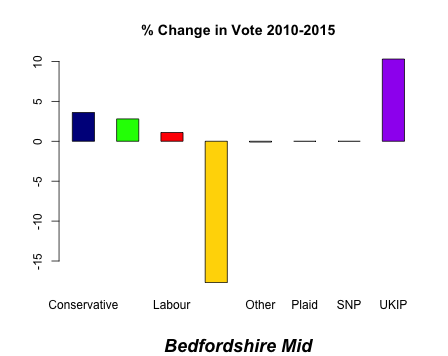 % Change in Vote 2010-2015
10
5
0
-5
-10
-15
Conservative Labour Other Plaid SNP UKIP
Bedfordshire Mid